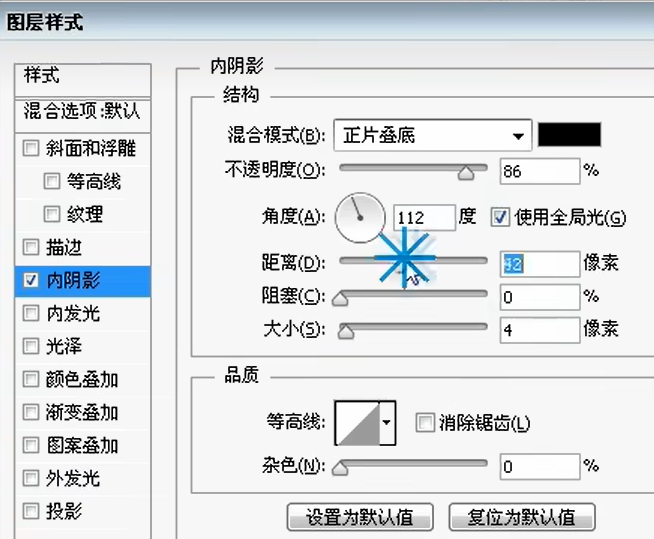 图层样式
样式
混合选项:默认
斜面和浮雕
等高线
纹理
描边
内阴影
内发光
光泽
颜色叠加
渐变叠加
图案叠加
外发光
投影
内阴影
结构
混合模式(B): 正片叠底
不透明度(O): 86 %
角度(A): 112 度 使用全局光(G)
距离(D): 42 像素
阻塞(C): 0 %
大小(S): 4 像素
品质
等高线: 消除锯齿(L)
杂色(N): 0 %
设置为默认值 复位为默认值